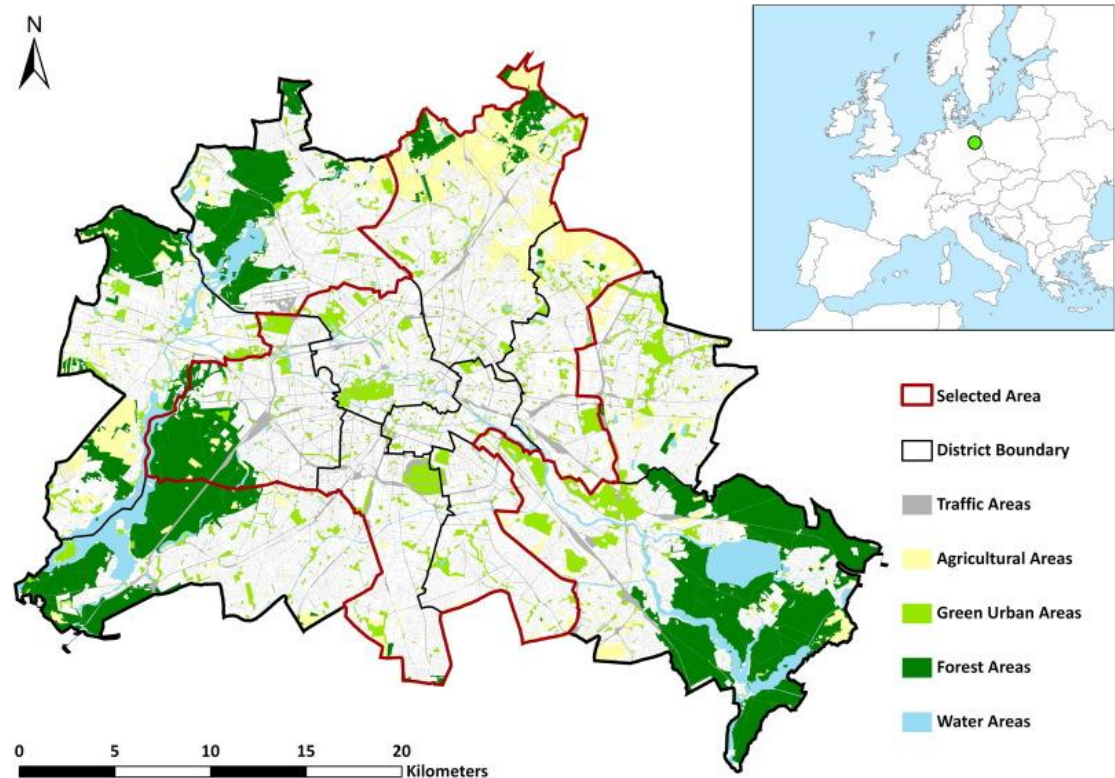 N
Selected Area
District Boundary
Traffic Areas
Agricultural Areas
Green Urban Areas
Forest Areas
Water Areas
0 5 10 15 20
Kilometers